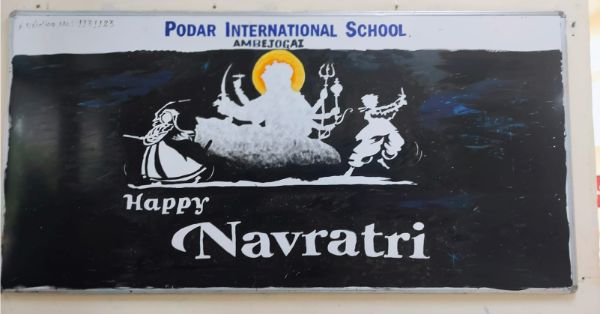 PODAR INTERNATIONAL SCHOOL
AMBEJOGAI
Happy
Navratri